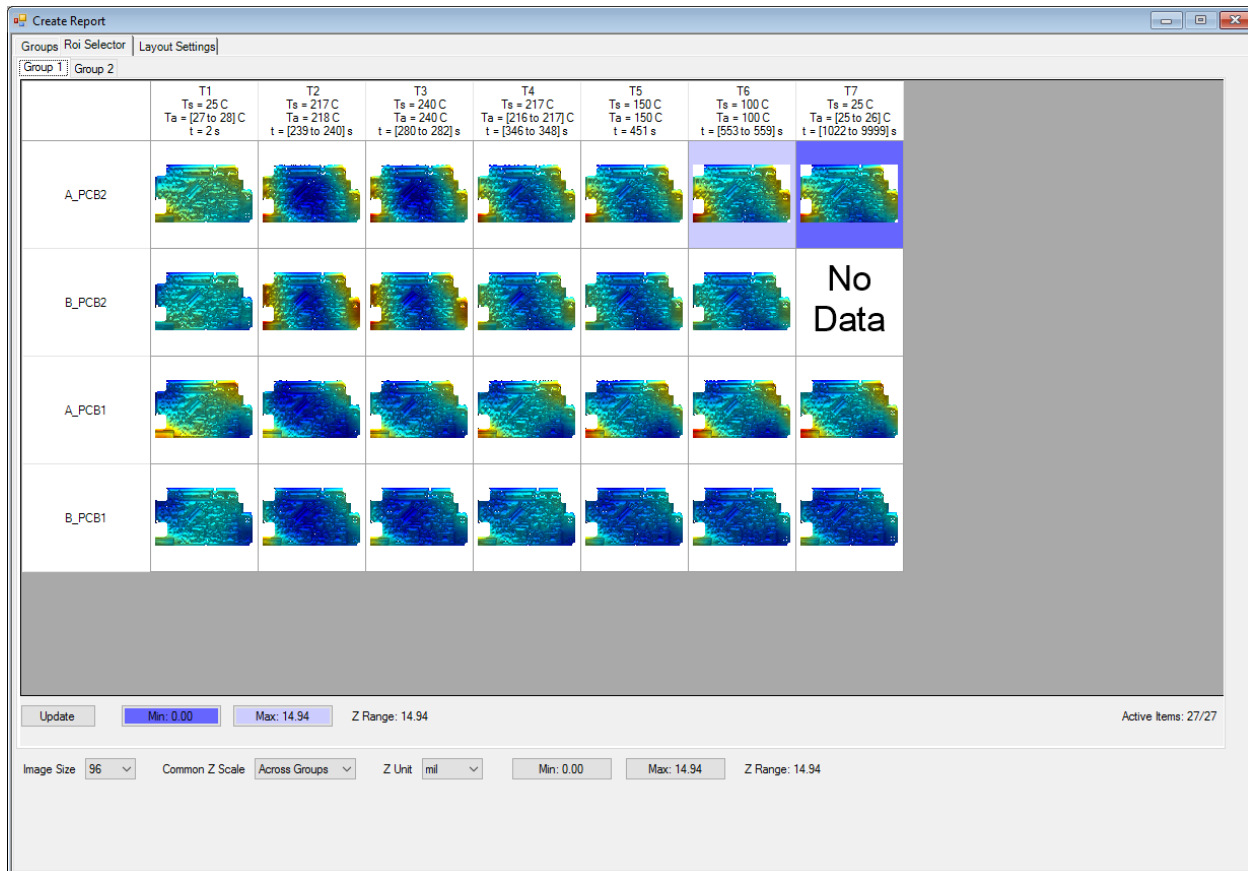 Create Report
Groups Roi Selector Layout Settings
Group 1 Group 2
T1 T2 T3 T4 T5 T6 T7
Ts = 25 C Ts = 217 C Ts = 240 C Ts = 217 C Ts = 150 C Ts = 100 C Ts = 25 C
Ta = [27 to 28] C Ta = 218 C Ta = 240 C Ta = [216 to 217] C Ta = 150 C Ta = 100 C Ta = [25 to 26] C
t = 2 s t = [239 to 240] s t = [280 to 282] s t = [346 to 348] s t = 451 s t = [553 to 559] s t = [1022 to 9999] s
A_PCB2
B_PCB2
No
Data
A_PCB1
B_PCB1
Update Min: 0.00 Max: 14.94 Z Range: 14.94 Active Items: 27/27
Image Size 96 Common Z Scale Across Groups Z Unit mil Min: 0.00 Max: 14.94 Z Range: 14.94